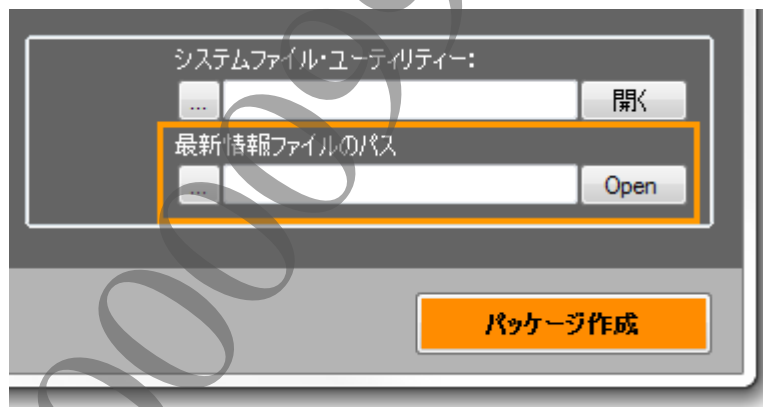 システムファイル・ユーティリティー:
... 開く
最新情報ファイルのパス
... Open
パッケージ作成